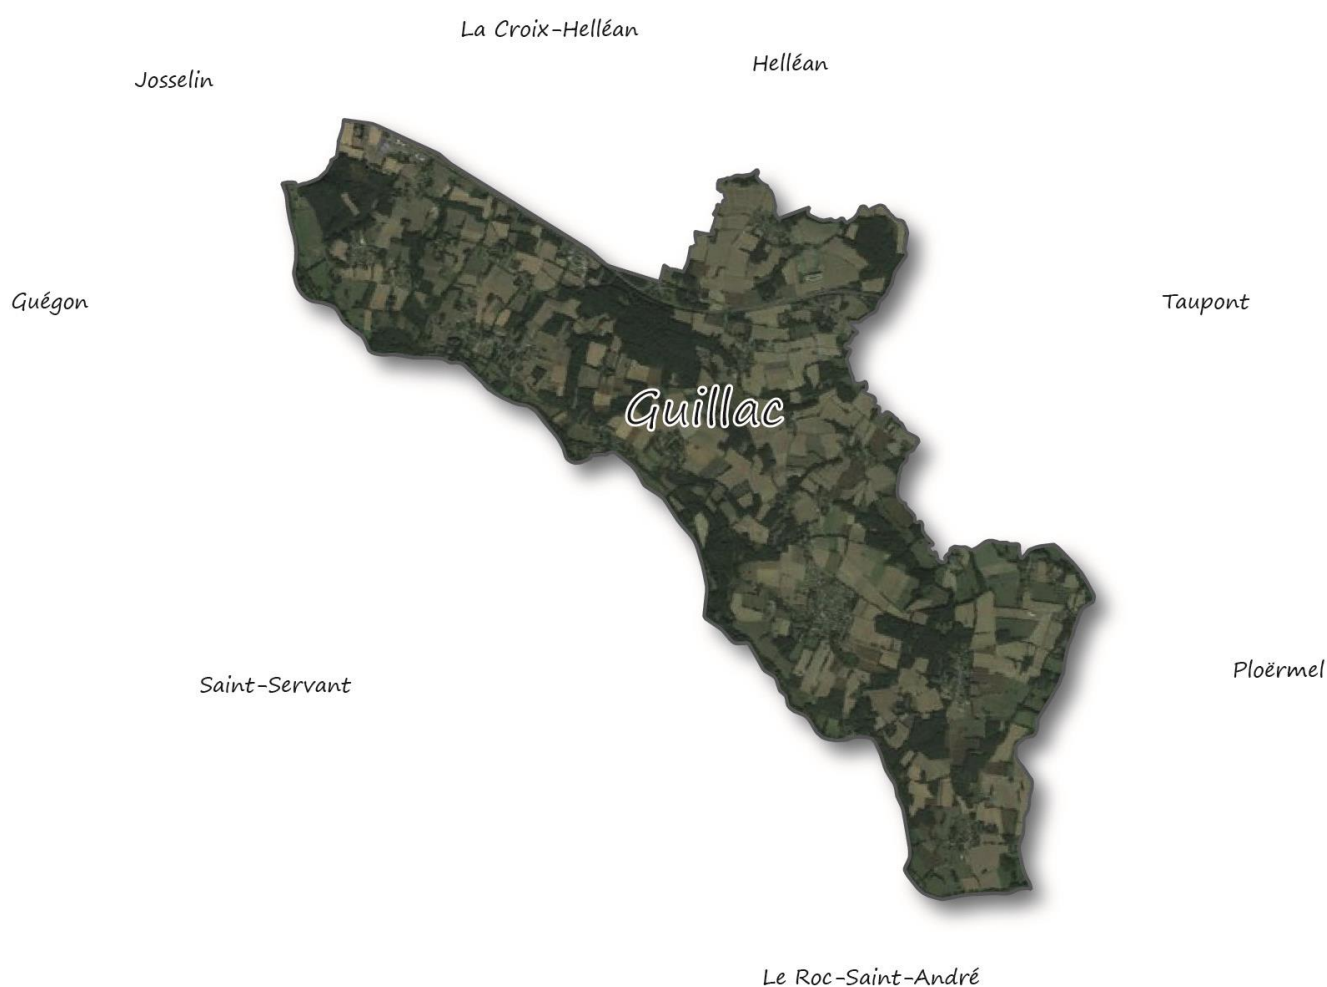 La Croix-Helléan
Helléan
Josselin
Guégon
Taupont
Guillac
Ploërmel
Saint-Servant
Le Roc-Saint-André